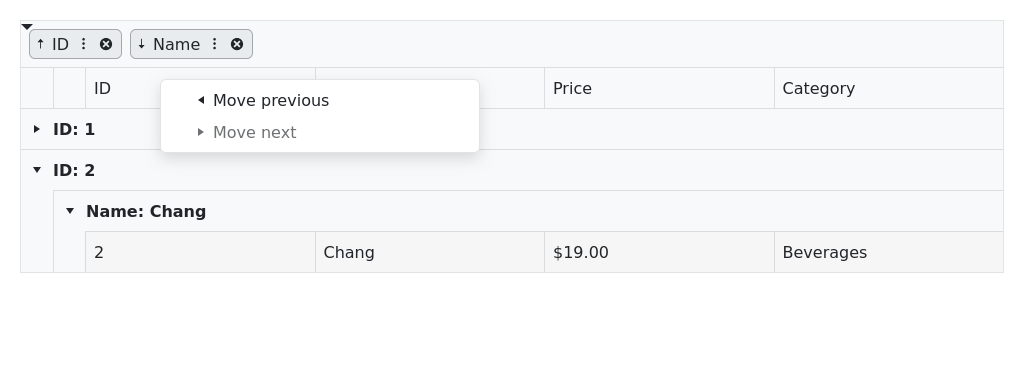 ID Name
ID Price Category
Move previous
Move next
ID: 1
ID: 2
Name: Chang
2 Chang $19.00 Beverages